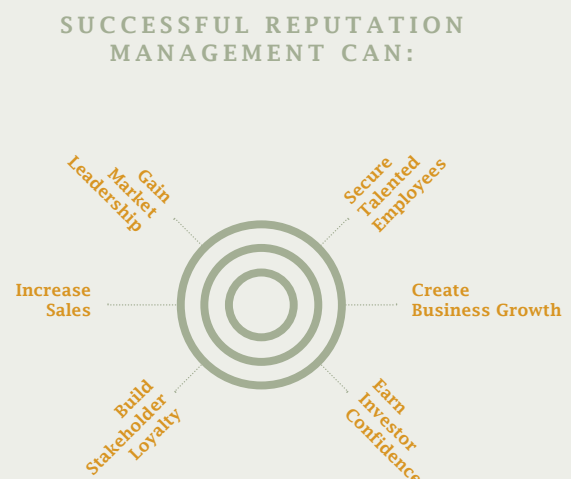 SUCCESSFUL REPUTATION
MANAGEMENT CAN:
Gain
Market
Leadership
Secure
Talented
Employees
Increase
Sales
Create
Business Growth
Build
Stakeholder
Loyalty
Earn
Investor
Confidence